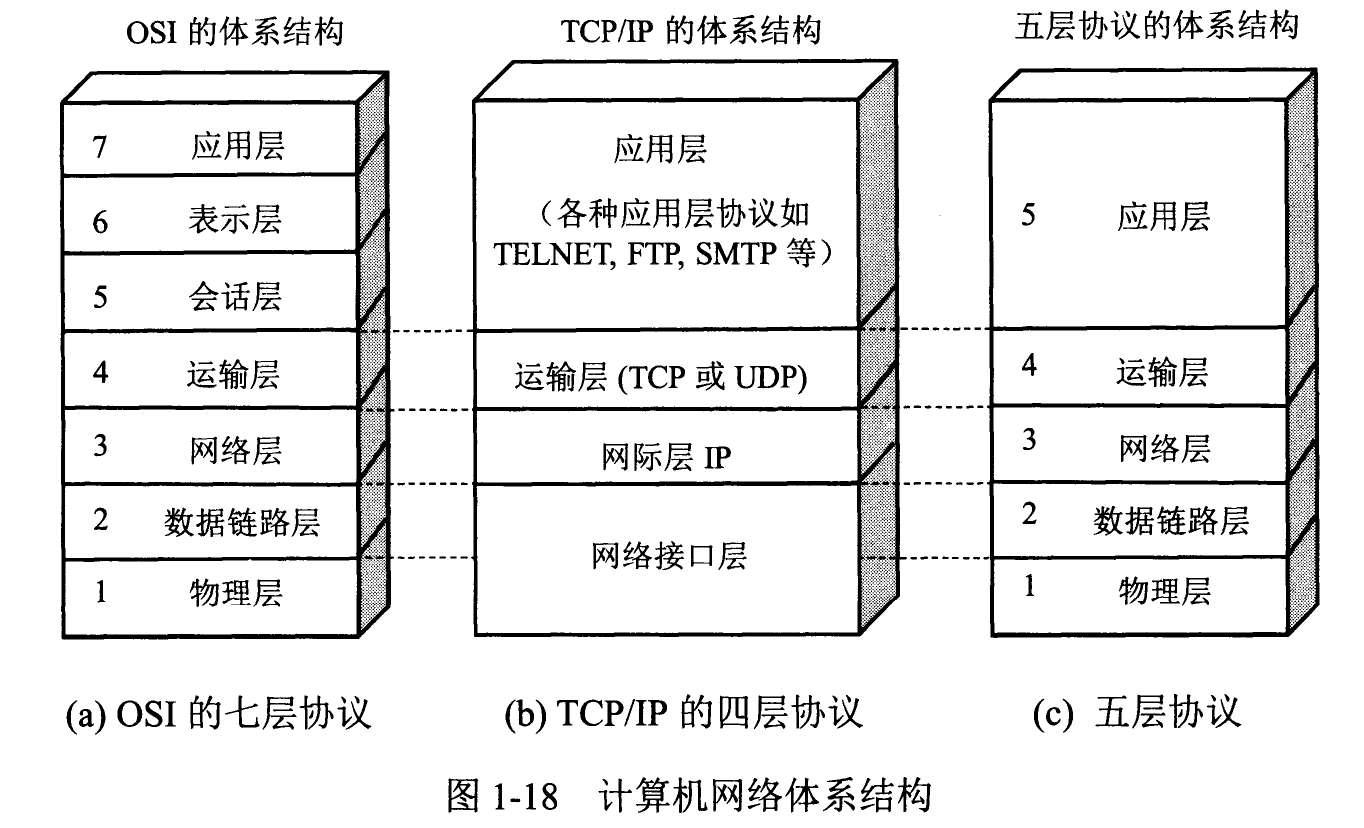 OSI 的体系结构
7 应用层
6 表示层
5 会话层
4 运输层
3 网络层
2 数据链路层
1 物理层
(a) OSI 的七层协议
TCP/IP 的体系结构
应用层
（各种应用层协议如
TELNET, FTP, SMTP 等）
运输层 (TCP 或 UDP)
网际层 IP
网络接口层
(b) TCP/IP 的四层协议
五层协议的体系结构
5 应用层
4 运输层
3 网络层
2 数据链路层
1 物理层
(c) 五层协议
图 1-18 计算机网络体系结构